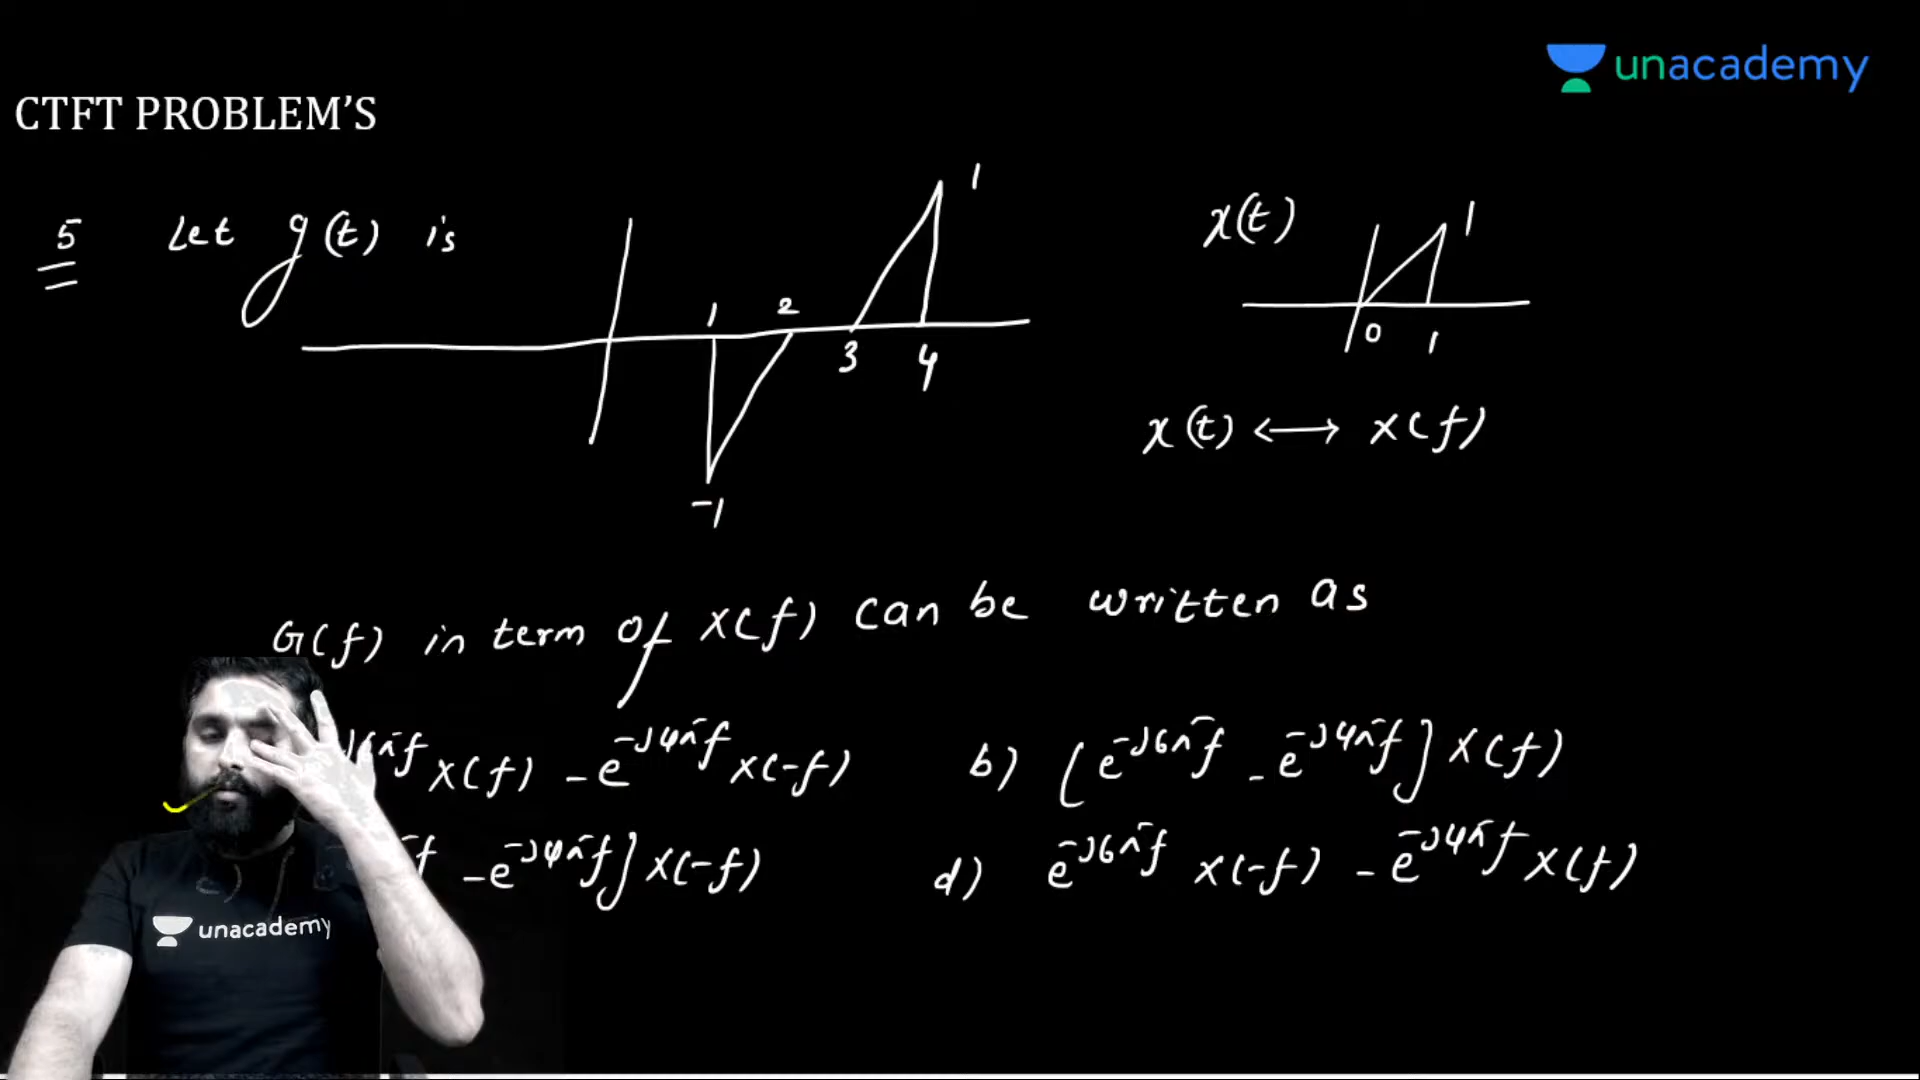 unacademy
CTFT PROBLEM'S
5 Let g(t) is
1
1 2
3 4
-1
x(t)
1
0 1
x(t) ⟷ X(f)
G(f) in term of X(f) can be written as
j6πf X(f) - e^-j4πf X(-f) b) [e^-j6πf - e^-j4πf] X(f)
f - e^-j4πf] X(-f) d) e^-j6πf X(-f) - e^-j4πf X(f)
unacademy